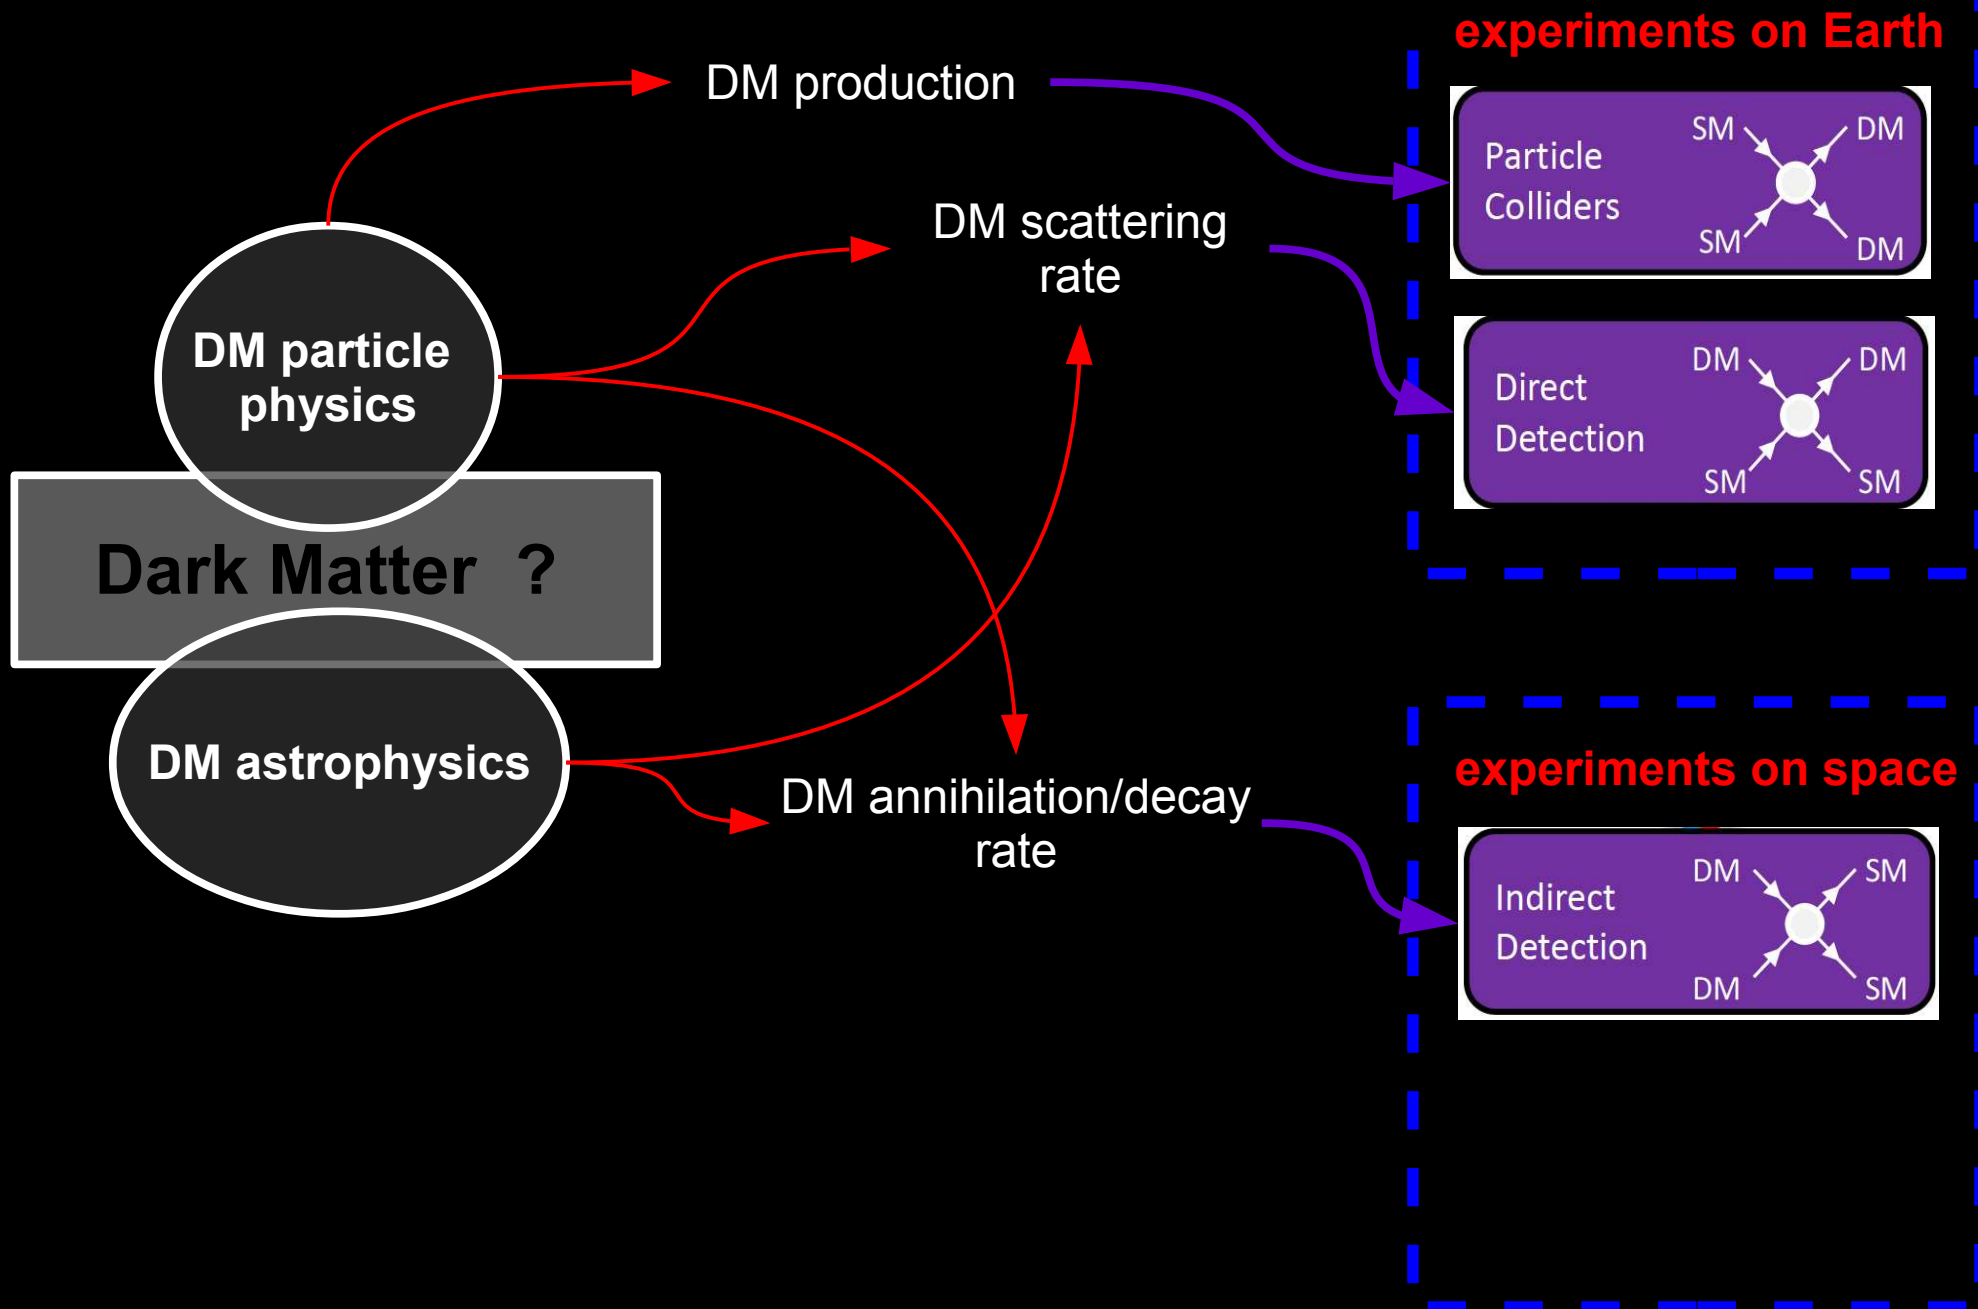 experiments on Earth
DM production
Particle
Colliders
SM
DM
SM
DM
DM scattering
rate
DM particle
physics
Direct
Detection
DM
DM
SM
SM
Dark Matter ?
DM astrophysics
DM annihilation/decay
rate
experiments on space
Indirect
Detection
DM
SM
DM
SM